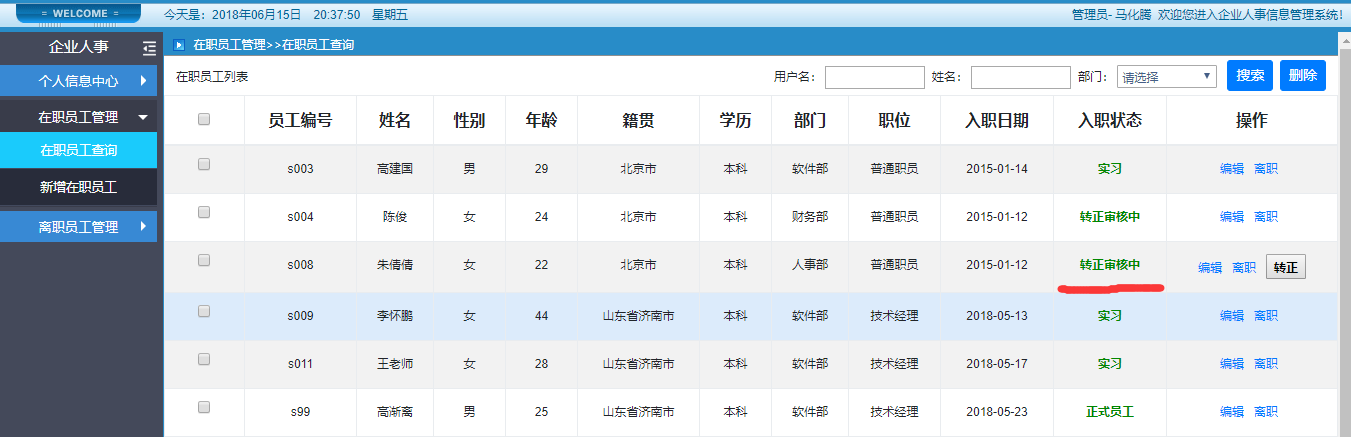 = WELCOME =
今天是：2018年06月15日 20:37:50 星期五
管理员- 马化腾 欢迎您进入企业人事信息管理系统!
企业人事
个人信息中心
在职员工管理
在职员工查询
新增在职员工
离职员工管理
在职员工管理>>在职员工查询
在职员工列表 用户名： 姓名： 部门： 请选择 搜索 删除
员工编号 姓名 性别 年龄 籍贯 学历 部门 职位 入职日期 入职状态 操作
s003 高建国 男 29 北京市 本科 软件部 普通职员 2015-01-14 实习 编辑 离职
s004 陈俊 女 24 北京市 本科 财务部 普通职员 2015-01-12 转正审核中 编辑 离职
s008 朱倩倩 女 22 北京市 本科 人事部 普通职员 2015-01-12 转正审核中 编辑 离职 转正
s009 李怀鹏 女 44 山东省济南市 本科 软件部 技术经理 2018-05-13 实习 编辑 离职
s011 王老师 女 28 山东省济南市 本科 软件部 技术经理 2018-05-17 实习 编辑 离职
s99 高渐离 男 25 山东省济南市 本科 软件部 技术经理 2018-05-23 正式员工 编辑 离职